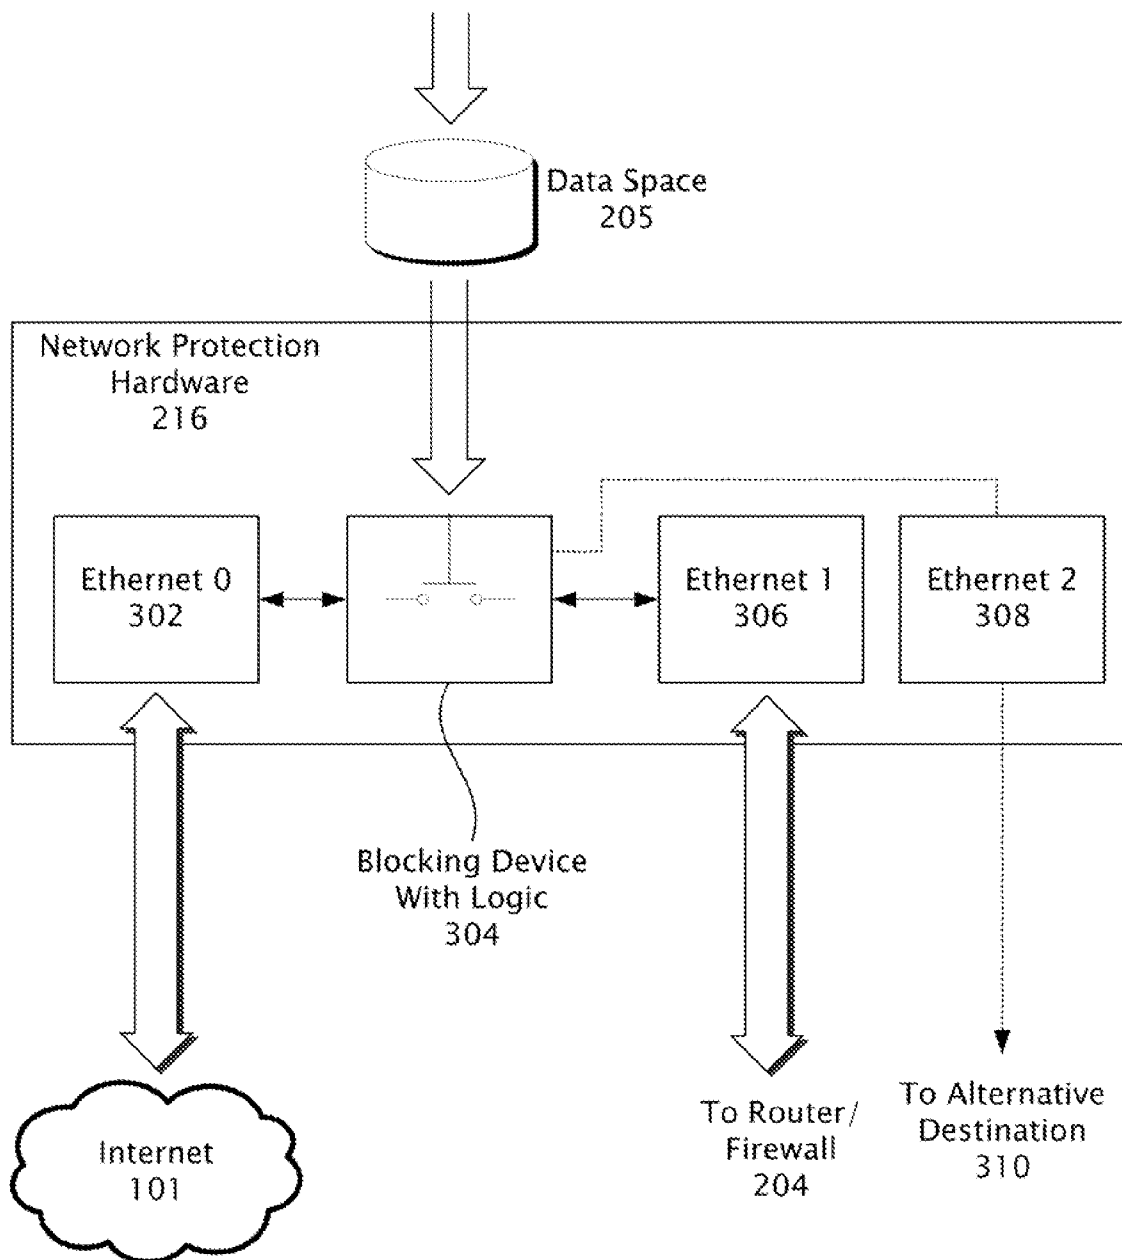 Data Space
205
Network Protection
Hardware
216
Ethernet 0
302
Ethernet 1
306
Ethernet 2
308
Blocking Device
With Logic
304
Internet
101
To Router/
Firewall
204
To Alternative
Destination
310